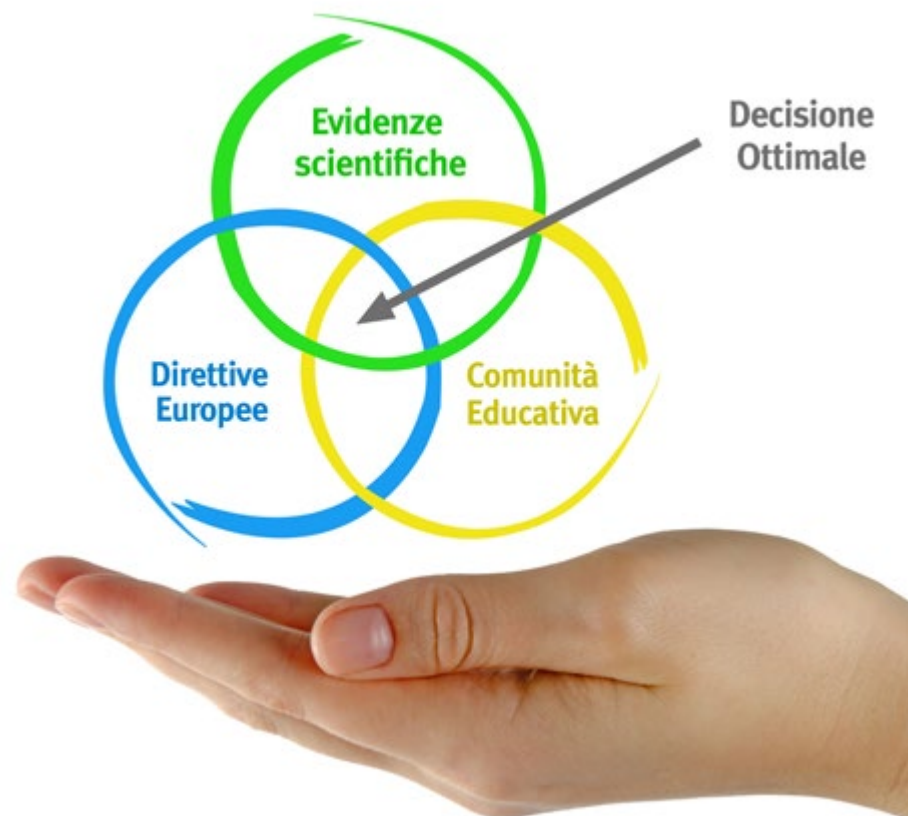 Evidenze
scientifiche
Decisione
Ottimale
Direttive
Europee
Comunità
Educativa